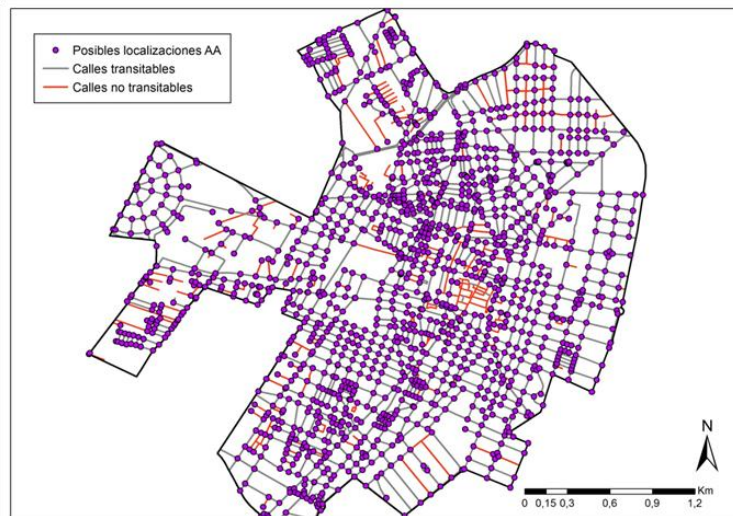 Posibles localizaciones AA
Calles transitables
Calles no transitables
N
Km
0 0,15 0,3 0,6 0,9 1,2